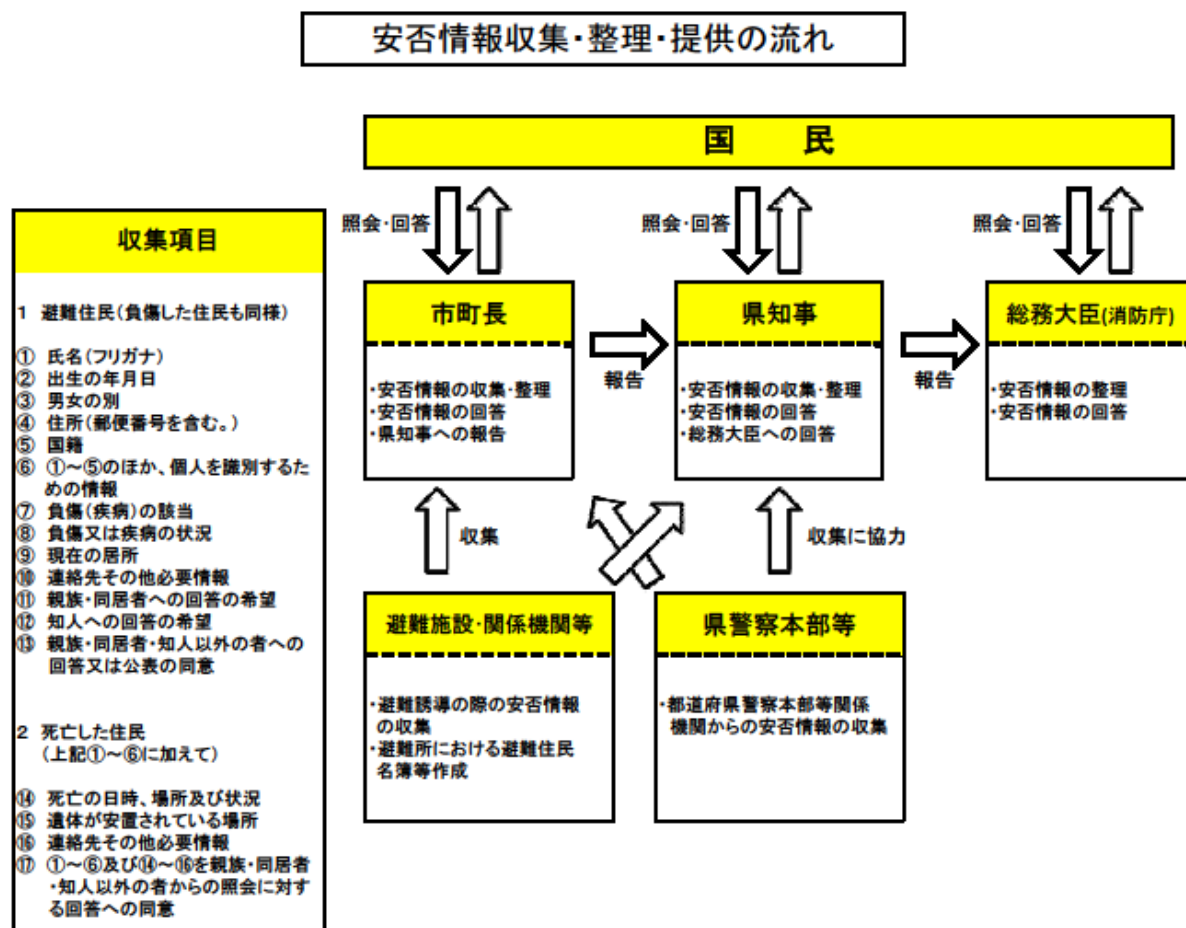 安否情報収集・整理・提供の流れ
国　民
照会・回答
照会・回答
照会・回答
収集項目
1 避難住民(負傷した住民も同様)
① 氏名(フリガナ)
② 出生の年月日
③ 男女の別
④ 住所(郵便番号を含む。)
⑤ 国籍
⑥ ①～⑤のほか、個人を識別するた
めの情報
⑦ 負傷(疾病)の該当
⑧ 負傷又は疾病の状況
⑨ 現在の居所
⑩ 連絡先その他必要情報
⑪ 親族・同居者への回答の希望
⑫ 知人への回答の希望
⑬ 親族・同居者・知人以外の者への
回答又は公表の同意
2 死亡した住民
(上記①～⑥に加えて)
⑭ 死亡の日時、場所及び状況
⑮ 遺体が安置されている場所
⑯ 連絡先その他必要情報
⑰ ①～⑥及び⑭～⑯を親族・同居者
・知人以外の者からの照会に対す
る回答への同意
市町長
・安否情報の収集・整理
・安否情報の回答
・県知事への報告
報告
県知事
・安否情報の収集・整理
・安否情報の回答
・総務大臣への回答
報告
総務大臣(消防庁)
・安否情報の整理
・安否情報の回答
収集
収集に協力
避難施設・関係機関等
・避難誘導の際の安否情報
の収集
・避難所における避難住民
名簿等作成
県警察本部等
・都道府県警察本部等関係
機関からの安否情報の収集